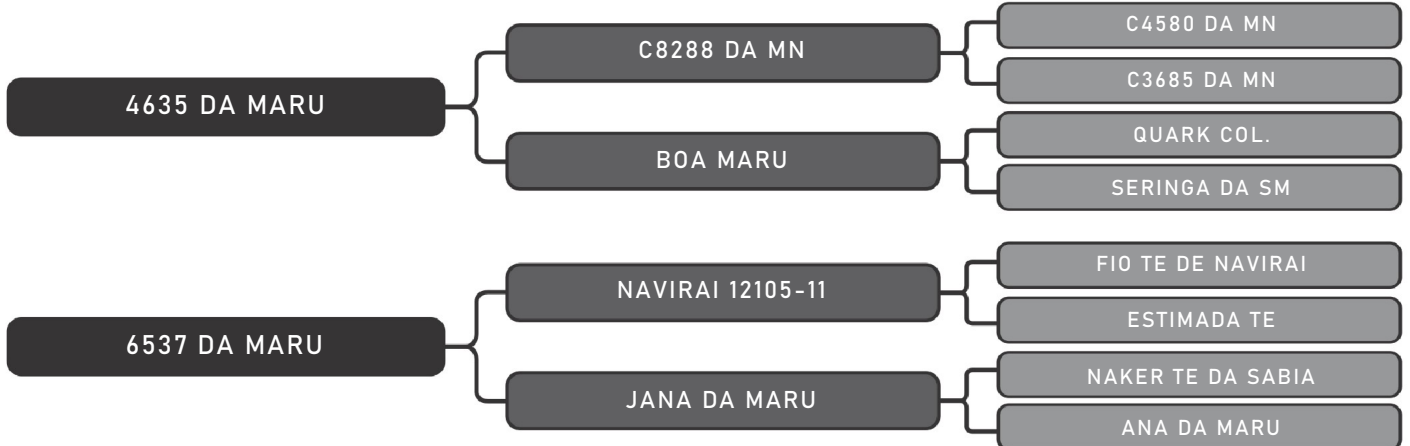 4635 DA MARU
C8288 DA MN
C4580 DA MN
C3685 DA MN
BOA MARU
QUARK COL.
SERINGA DA SM
6537 DA MARU
NAVIRAI 12105-11
FIO TE DE NAVIRAI
ESTIMADA TE
JANA DA MARU
NAKER TE DA SABIA
ANA DA MARU